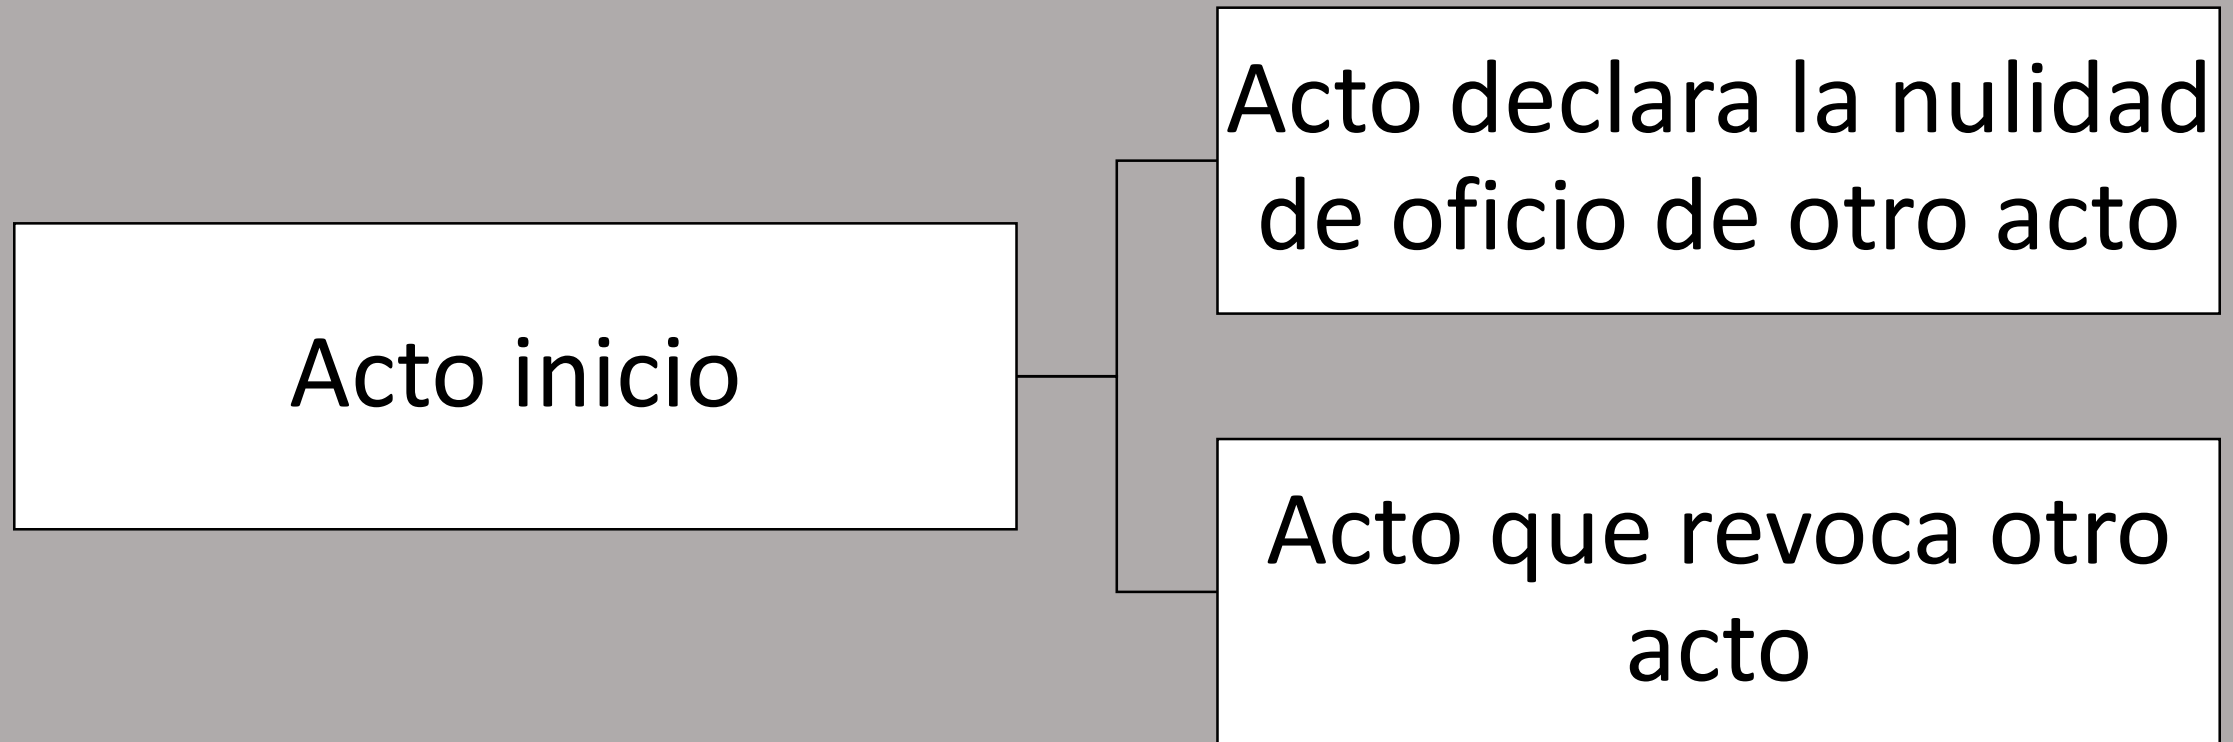 Acto inicio
Acto declara la nulidad
de oficio de otro acto
Acto que revoca otro
acto